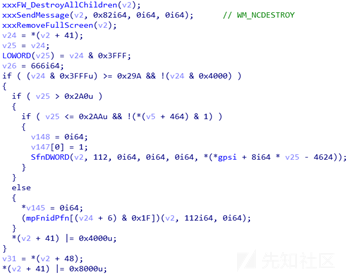 xxxFW_DestroyAllChildren(v2);
xxxSendMessage(v2, 0x82i64, 0i64, 0i64); // WM_NCDESTROY
xxxRemoveFullScreen(v2);
v24 = *(v2 + 41);
v25 = v24;
LOWORD(v25) = v24 & 0x3FFF;
v26 = 666i64;
if ( (v24 & 0x3FFFu) >= 0x29A && !(v24 & 0x4000) )
{
if ( v25 > 0x2A0u )
{
if ( v25 <= 0x2AAu && !(*(v5 + 464) & 1) )
{
v148 = 0i64;
v147[0] = 1;
SfnDWORD(v2, 112, 0i64, 0i64, 0i64, *(*gpsi + 8i64 * v25 - 4624));
}
}
else
{
*v145 = 0i64;
(mpFnidPfn[(v24 + 6) & 0x1F])(v2, 112i64, 0i64);
}
*(v2 + 41) |= 0x4000u;
}
v31 = *(v2 + 48);
*(v2 + 41) |= 0x8000u;
先知社区